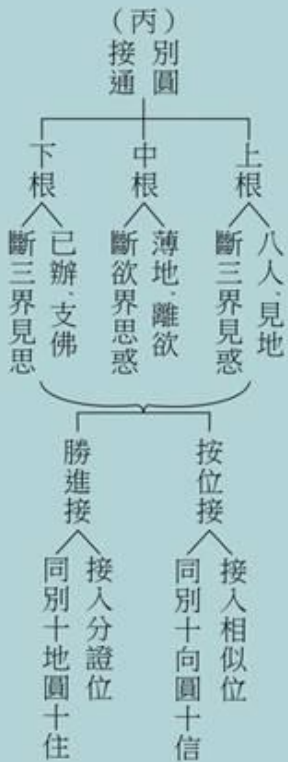 （丙）
別圓
接通
上根
八人．見地
斷三界見惑
中根
薄地．離欲
斷欲界思惑
下根
已辦．支佛
斷三界見思
按位接
接入相似位
同別十向圓十信
勝進接
接入分證位
同別十地圓十住